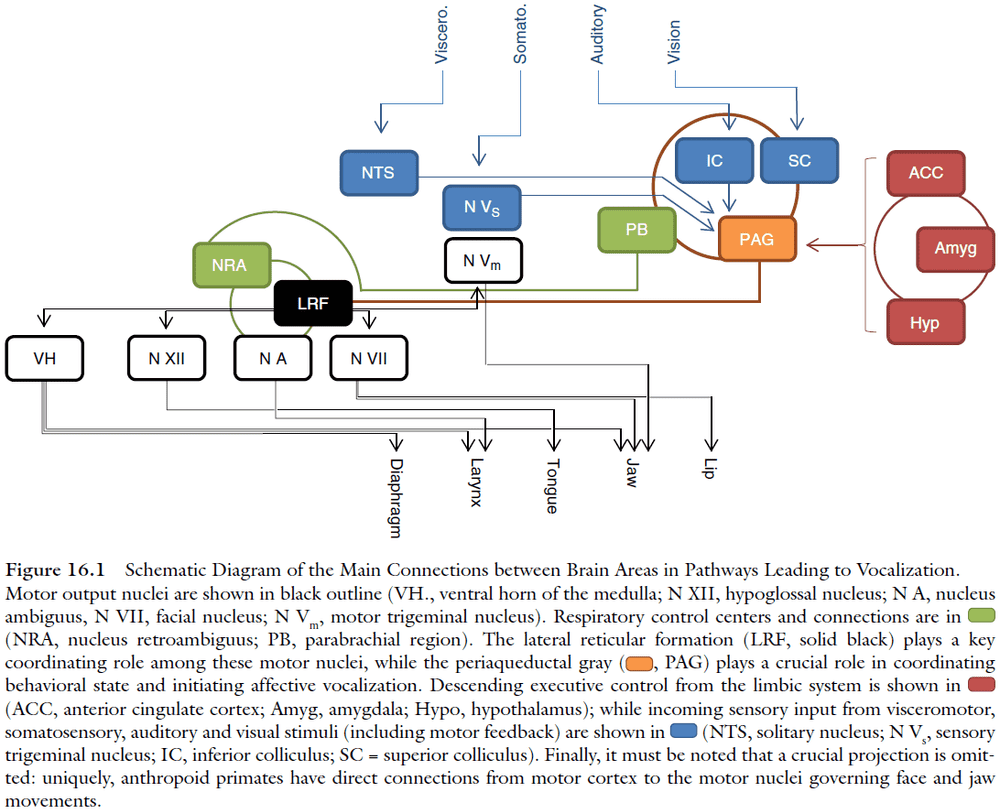 Viscero.
Somato.
Auditory
Vision
NTS
IC
SC
ACC
N Vs
PB
PAG
Amyg
NRA
N Vm
LRF
Hyp
VH
N XII
N A
N VII
Diaphragm
Larynx
Tongue
Jaw
Lip
Figure 16.1 Schematic Diagram of the Main Connections between Brain Areas in Pathways Leading to Vocalization.
Motor output nuclei are shown in black outline (VH., ventral horn of the medulla; N XII, hypoglossal nucleus; N A, nucleus
ambiguus, N VII, facial nucleus; N Vm, motor trigeminal nucleus). Respiratory control centers and connections are in
(NRA, nucleus retroambiguus; PB, parabrachial region). The lateral reticular formation (LRF, solid black) plays a key
coordinating role among these motor nuclei, while the periaqueductal gray ( , PAG) plays a crucial role in coordinating
behavioral state and initiating affective vocalization. Descending executive control from the limbic system is shown in
(ACC, anterior cingulate cortex; Amyg, amygdala; Hypo, hypothalamus); while incoming sensory input from visceromotor,
somatosensory, auditory and visual stimuli (including motor feedback) are shown in (NTS, solitary nucleus; N Vs, sensory
trigeminal nucleus; IC, inferior colliculus; SC = superior colliculus). Finally, it must be noted that a crucial projection is omit-
ted: uniquely, anthropoid primates have direct connections from motor cortex to the motor nuclei governing face and jaw
movements.